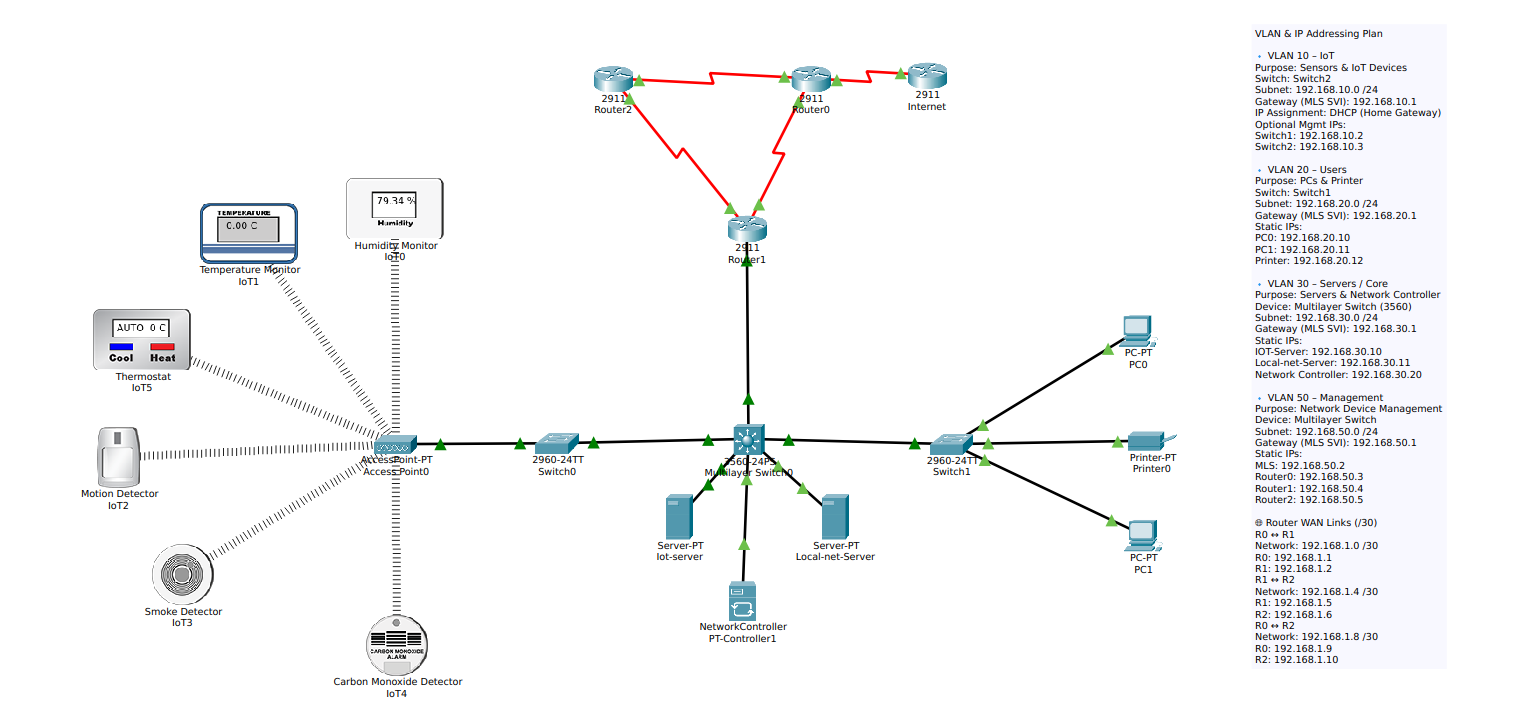 2911
Router2
2911
Router0
2911
Internet
2911
Router1
79.34 %
Humidity
Humidity Monitor
IoT0
TEMPERATURE
0.00 C
Temperature Monitor
IoT1
AUTO 0 C
Cool Heat
Thermostat
IoT5
Motion Detector
IoT2
Smoke Detector
IoT3
CARBON MONOXIDE
ALARM
Carbon Monoxide Detector
IoT4
AccessPoint-PT
Access Point0
2960-24TT
Switch0
3560-24PS
Multilayer Switch0
2960-24TT
Switch1
Server-PT
Iot-server
Server-PT
Local-net-Server
NetworkController
PT-Controller1
PC-PT
PC0
Printer-PT
Printer0
PC-PT
PC1
VLAN & IP Addressing Plan
🔹 VLAN 10 – IoT
Purpose: Sensors & IoT Devices
Switch: Switch2
Subnet: 192.168.10.0 /24
Gateway (MLS SVI): 192.168.10.1
IP Assignment: DHCP (Home Gateway)
Optional Mgmt IPs:
Switch1: 192.168.10.2
Switch2: 192.168.10.3
🔹 VLAN 20 – Users
Purpose: PCs & Printer
Switch: Switch1
Subnet: 192.168.20.0 /24
Gateway (MLS SVI): 192.168.20.1
Static IPs:
PC0: 192.168.20.10
PC1: 192.168.20.11
Printer: 192.168.20.12
🔹 VLAN 30 – Servers / Core
Purpose: Servers & Network Controller
Device: Multilayer Switch (3560)
Subnet: 192.168.30.0 /24
Gateway (MLS SVI): 192.168.30.1
Static IPs:
IOT-Server: 192.168.30.10
Local-net-Server: 192.168.30.11
Network Controller: 192.168.30.20
🔹 VLAN 50 – Management
Purpose: Network Device Management
Device: Multilayer Switch
Subnet: 192.168.50.0 /24
Gateway (MLS SVI): 192.168.50.1
Static IPs:
MLS: 192.168.50.2
Router0: 192.168.50.3
Router1: 192.168.50.4
Router2: 192.168.50.5
🌐 Router WAN Links (/30)
R0 ↔ R1
Network: 192.168.1.0 /30
R0: 192.168.1.1
R1: 192.168.1.2
R1 ↔ R2
Network: 192.168.1.4 /30
R1: 192.168.1.5
R2: 192.168.1.6
R0 ↔ R2
Network: 192.168.1.8 /30
R0: 192.168.1.9
R2: 192.168.1.10